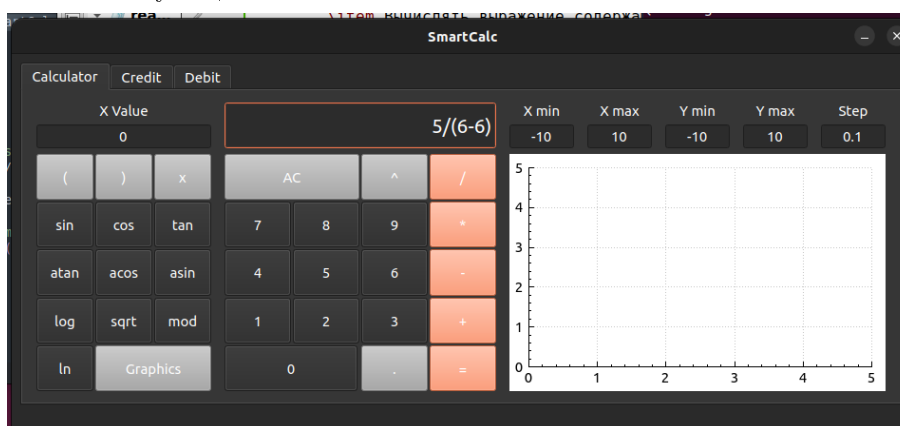 rea...
\item Вычислять выражение содержа
SmartCalc
Calculator Credit Debit
X Value
0
5/(6-6)
X min X max Y min Y max Step
-10 10 -10 10 0.1
( ) x AC ^ /
sin cos tan 7 8 9 *
atan acos asin 4 5 6 -
log sqrt mod 1 2 3 +
ln Graphics 0 . =
5
4
3
2
1
0
0 1 2 3 4 5